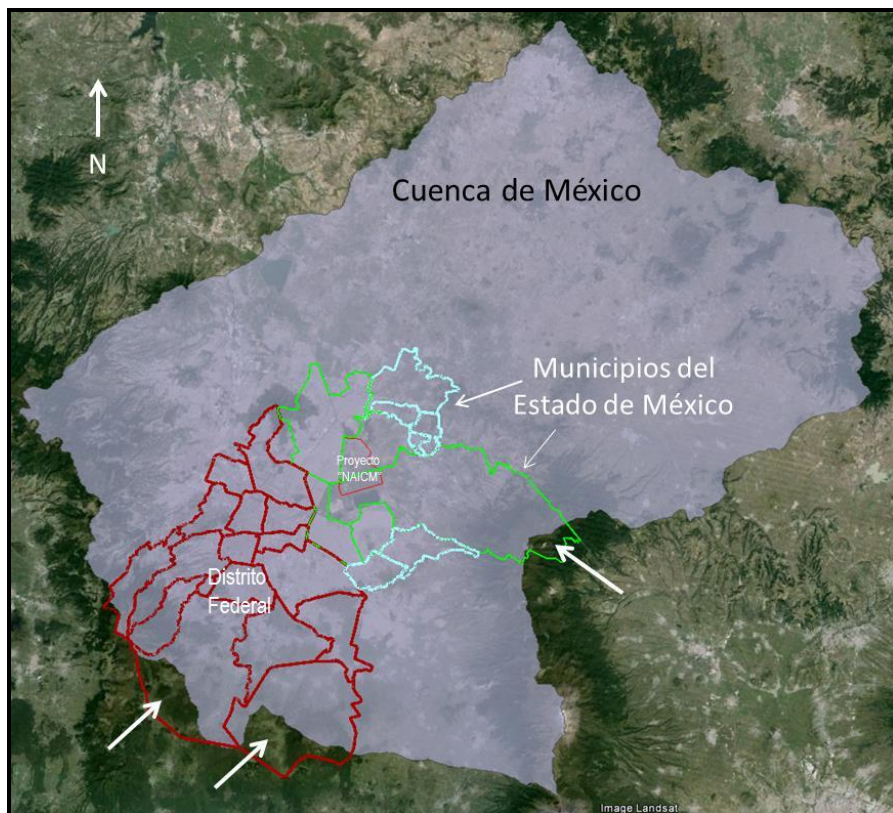 N
Cuenca de México
Municipios del
Estado de México
Proyecto
"NAICM"
Distrito
Federal
Image Landsat